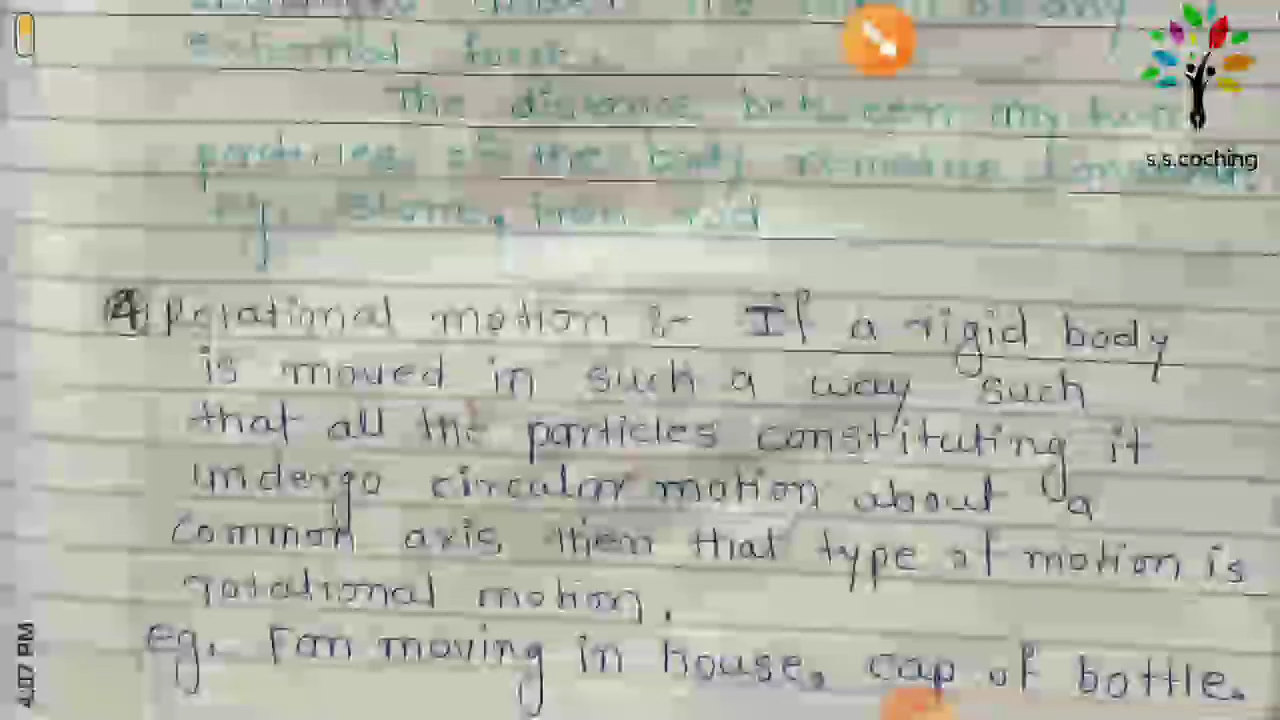 external force.
The distance between any two
particles of the body remains
eg. stone, iron rod
s.s.coching
4) Rotational motion :- If a rigid body
is moved in such a way such
that all the particles constituting it
undergo circular motion about a
common axis, then that type of motion is
rotational motion.
eg. Fan moving in house, cap of bottle.
4:07 PM